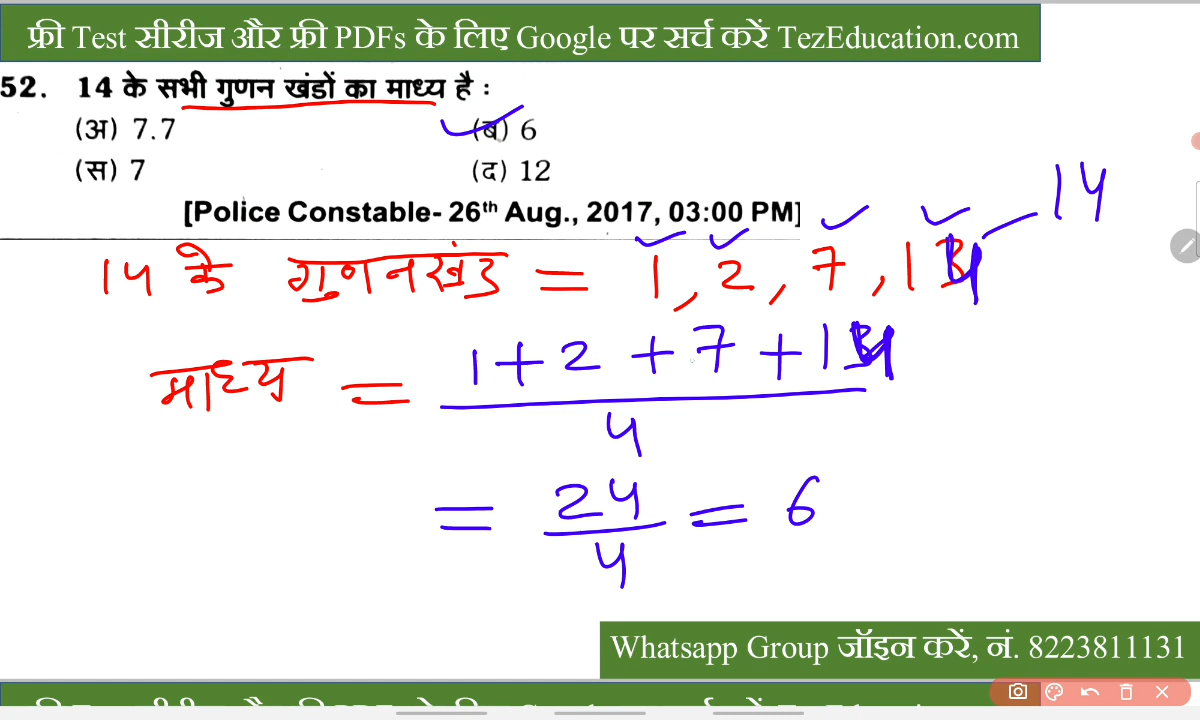 फ्री Test सीरीज और फ्री PDFs के लिए Google पर सर्च करें TezEducation.com
52. 14 के सभी गुणन खंडों का माध्य है :
(अ) 7.7 (ब) 6
(स) 7 (द) 12
[Police Constable- 26th Aug., 2017, 03:00 PM]
14
14 के गुणनखंड = 1, 2, 7, 14
माध्य = 1 + 2 + 7 + 14
4
= 24/4 = 6
Whatsapp Group जॉइन करें, नं. 8223811131